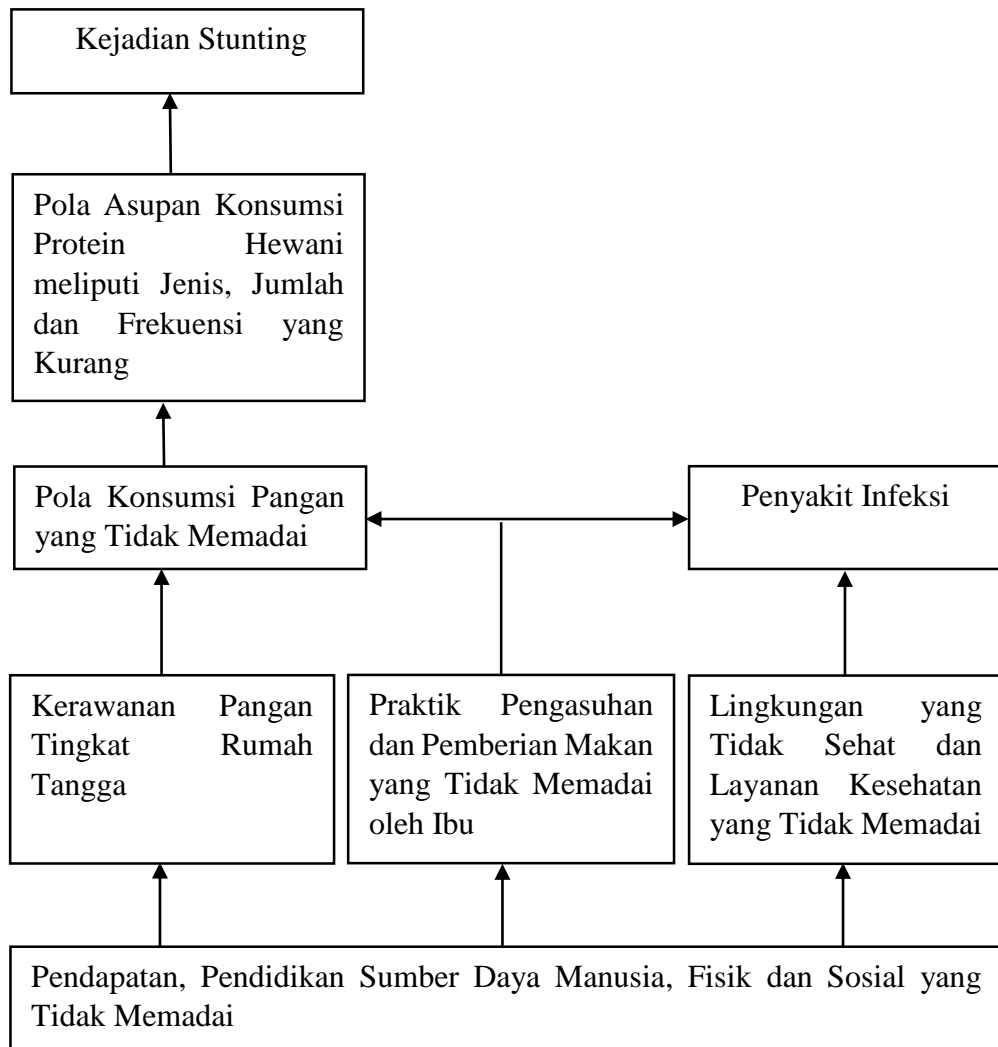 Kejadian Stunting
Pola Asupan Konsumsi
Protein Hewani
meliputi Jenis, Jumlah
dan Frekuensi yang
Kurang
Pola Konsumsi Pangan
yang Tidak Memadai
Penyakit Infeksi
Kerawanan Pangan
Tingkat Rumah
Tangga
Praktik Pengasuhan
dan Pemberian Makan
yang Tidak Memadai
oleh Ibu
Lingkungan yang
Tidak Sehat dan
Layanan Kesehatan
yang Tidak Memadai
Pendapatan, Pendidikan Sumber Daya Manusia, Fisik dan Sosial yang
Tidak Memadai